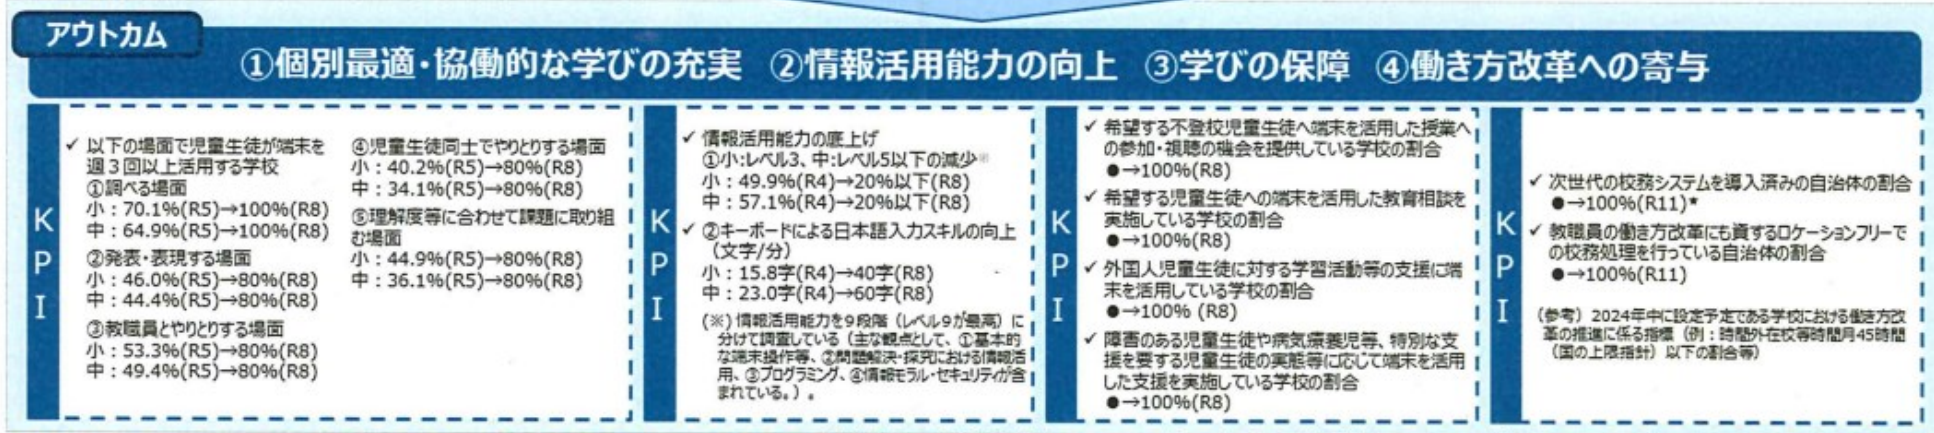 アウトカム
①個別最適・協働的な学びの充実 ②情報活用能力の向上 ③学びの保障 ④働き方改革への寄与
KPI
✓ 以下の場面で児童生徒が端末を
週３回以上活用する学校
①調べる場面
小：70.1%(R5)→100%(R8)
中：64.9%(R5)→100%(R8)
②発表・表現する場面
小：46.0%(R5)→80%(R8)
中：44.4%(R5)→80%(R8)
③教職員とやりとりする場面
小：53.3%(R5)→80%(R8)
中：49.4%(R5)→80%(R8)
④児童生徒同士でやりとりする場面
小：40.2%(R5)→80%(R8)
中：34.1%(R5)→80%(R8)
⑤理解度等に合わせて課題に取り組
む場面
小：44.9%(R5)→80%(R8)
中：36.1%(R5)→80%(R8)
KPI
✓ 情報活用能力の底上げ
①小:レベル3、中:レベル5以下の減少※
小：49.9%(R4)→20%以下(R8)
中：57.1%(R4)→20%以下(R8)
✓ ②キーボードによる日本語入力スキルの向上
（文字/分）
小：15.8字(R4)→40字(R8)
中：23.0字(R4)→60字(R8)
(※) 情報活用能力を９段階（レベル９が最高）に
分けて調査している（主な観点として、①基本的
な端末操作等、②問題解決・探究における情報活
用、③プログラミング、④情報モラル・セキュリティが含
まれている。）。
KPI
✓ 希望する不登校児童生徒へ端末を活用した授業へ
の参加・視聴の機会を提供している学校の割合
●→100%(R8)
✓ 希望する児童生徒への端末を活用した教育相談を
実施している学校の割合
●→100%(R8)
✓ 外国人児童生徒に対する学習活動等の支援に端
末を活用している学校の割合
●→100% (R8)
✓ 障害のある児童生徒や病気療養児等、特別な支
援を要する児童生徒の実態等に応じて端末を活用
した支援を実施している学校の割合
●→100%(R8)
KPI
✓ 次世代の校務システムを導入済みの自治体の割合
●→100%(R11)*
✓ 教職員の働き方改革にも資するロケーションフリーで
の校務処理を行っている自治体の割合
●→100%(R11)
（参考）2024年中に設定予定である学校における働き方改
革の推進に係る指標（例：時間外在校等時間月45時間
（国の上限指針）以下の割合等）